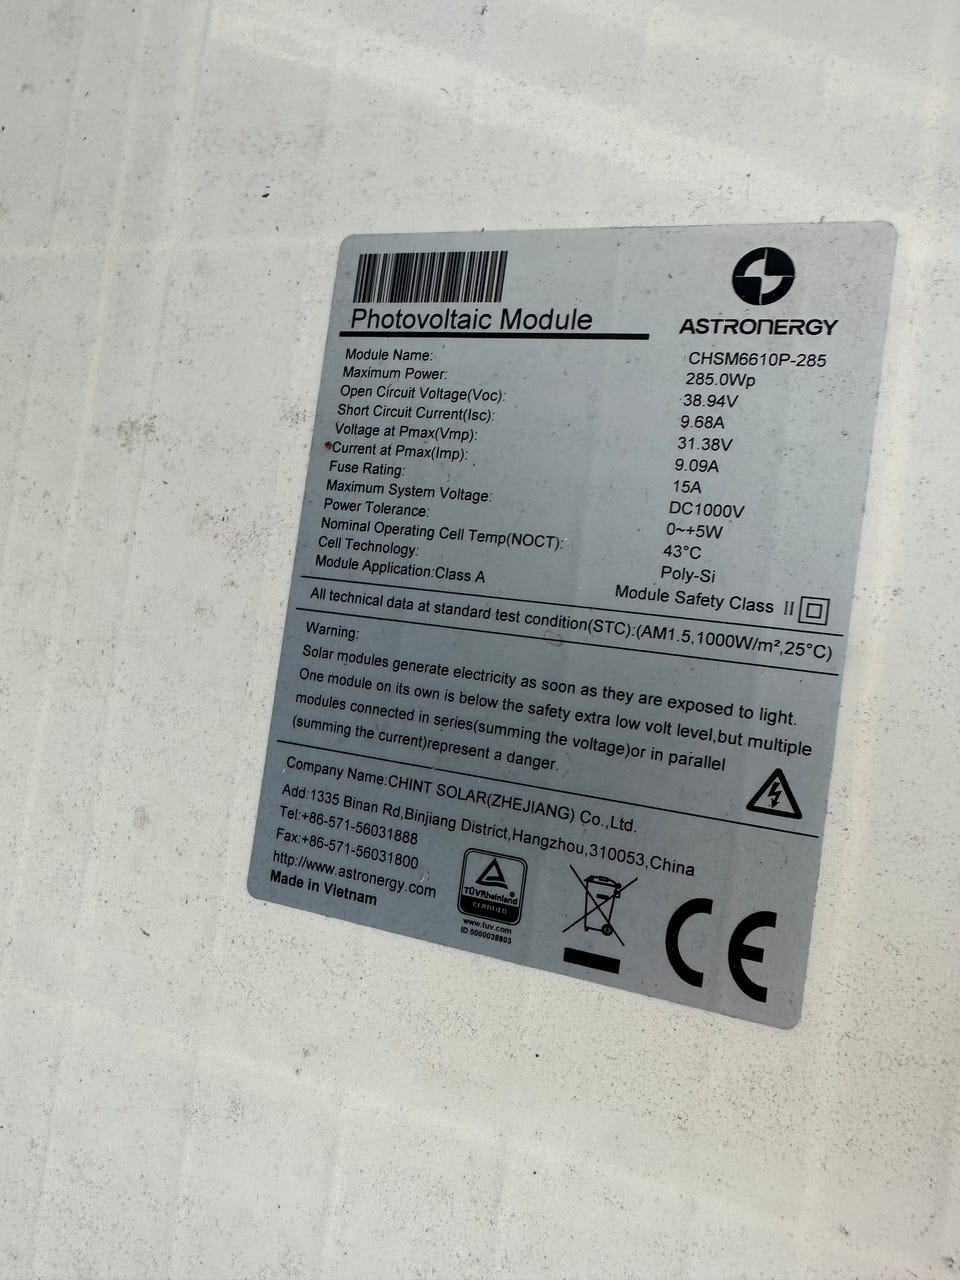 Photovoltaic Module
ASTRONERGY
Module Name: CHSM6610P-285
Maximum Power: 285.0Wp
Open Circuit Voltage(Voc): 38.94V
Short Circuit Current(Isc): 9.68A
Voltage at Pmax(Vmp): 31.38V
Current at Pmax(Imp): 9.09A
Fuse Rating: 15A
Maximum System Voltage: DC1000V
Power Tolerance: 0~+5W
Nominal Operating Cell Temp(NOCT): 43°C
Cell Technology: Poly-Si
Module Application:Class A Module Safety Class II
All technical data at standard test condition(STC):(AM1.5,1000W/m²,25°C)
Warning:
Solar modules generate electricity as soon as they are exposed to light.
One module on its own is below the safety extra low volt level,but multiple
modules connected in series(summing the voltage)or in parallel
(summing the current)represent a danger.
Company Name:CHINT SOLAR(ZHEJIANG) Co.,Ltd.
Add:1335 Binan Rd,Binjiang District,Hangzhou,310053,China
Tel:+86-571-56031888
Fax:+86-571-56031800
http://www.astronergy.com
Made in Vietnam
TÜVRheinland
CERTIFIED
www.tuv.com
ID 0000038803
CE